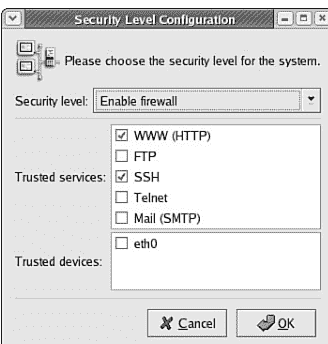 Security Level Configuration
Please choose the security level for the system.
Security level: Enable firewall
WWW (HTTP)
FTP
Trusted services: SSH
Telnet
Mail (SMTP)
eth0
Trusted devices:
Cancel OK